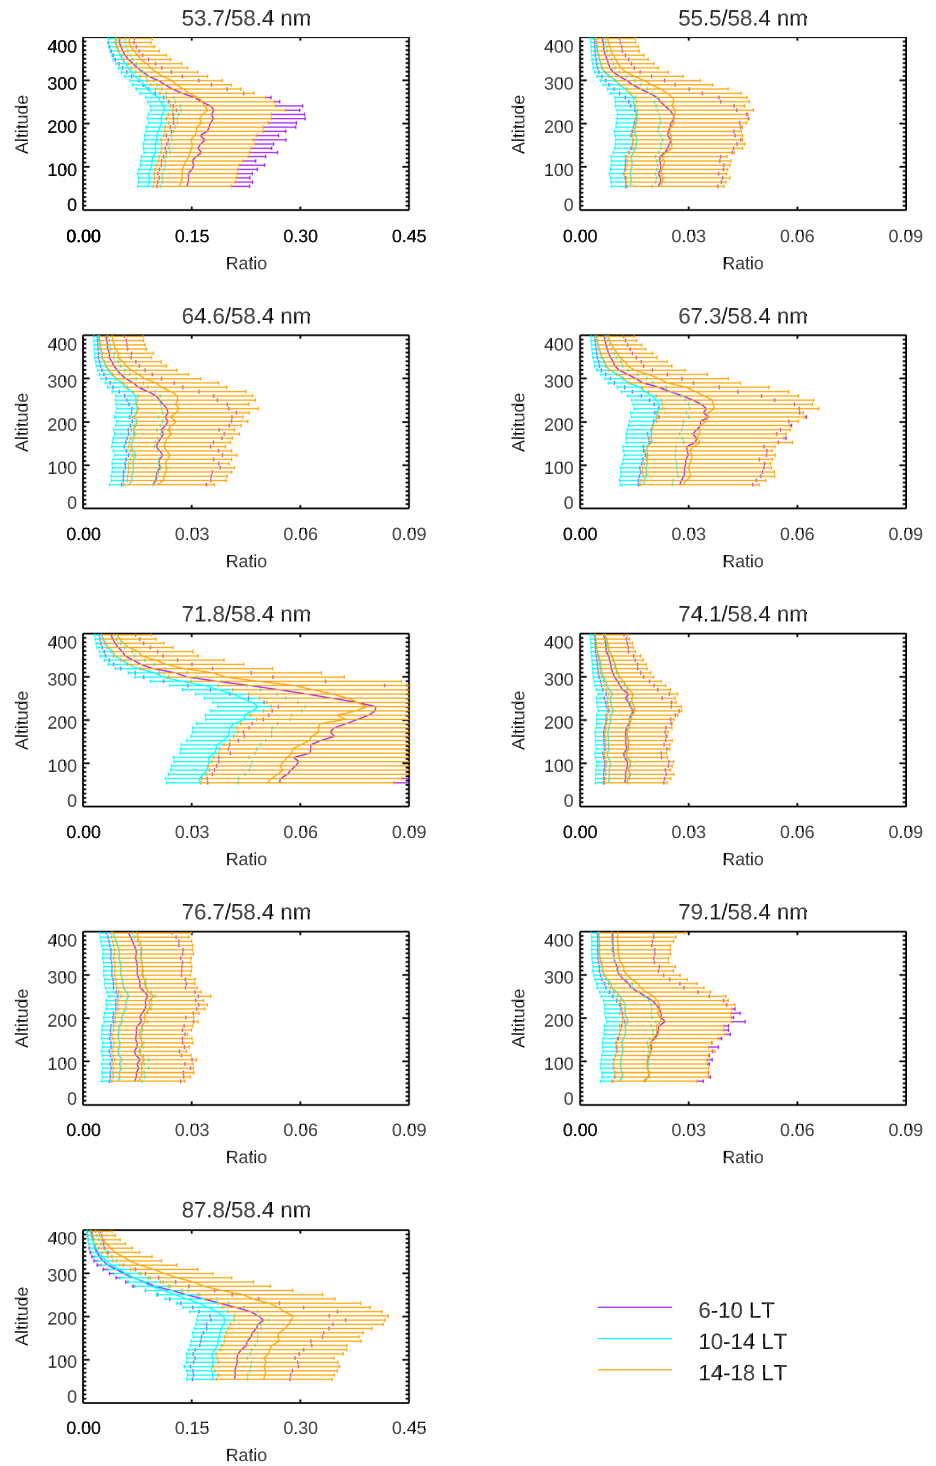 53.7/58.4 nm
400
300
200
100
0
Altitude
0.00 0.15 0.30 0.45
Ratio
55.5/58.4 nm
400
300
200
100
0
Altitude
0.00 0.03 0.06 0.09
Ratio
64.6/58.4 nm
400
300
200
100
0
Altitude
0.00 0.03 0.06 0.09
Ratio
67.3/58.4 nm
400
300
200
100
0
Altitude
0.00 0.03 0.06 0.09
Ratio
71.8/58.4 nm
400
300
200
100
0
Altitude
0.00 0.03 0.06 0.09
Ratio
74.1/58.4 nm
400
300
200
100
0
Altitude
0.00 0.03 0.06 0.09
Ratio
76.7/58.4 nm
400
300
200
100
0
Altitude
0.00 0.03 0.06 0.09
Ratio
79.1/58.4 nm
400
300
200
100
0
Altitude
0.00 0.03 0.06 0.09
Ratio
87.8/58.4 nm
400
300
200
100
0
Altitude
0.00 0.15 0.30 0.45
Ratio
6-10 LT
10-14 LT
14-18 LT